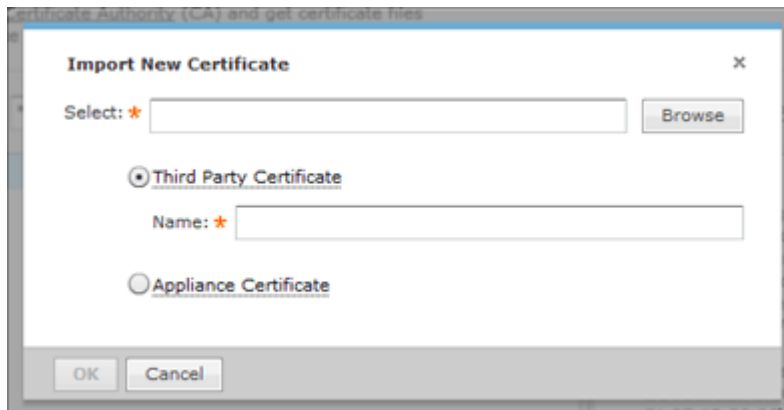 Certificate Authority (CA) and get certificate files
Import New Certificate ×
Select: * Browse
Third Party Certificate
Name: *
Appliance Certificate
OK Cancel